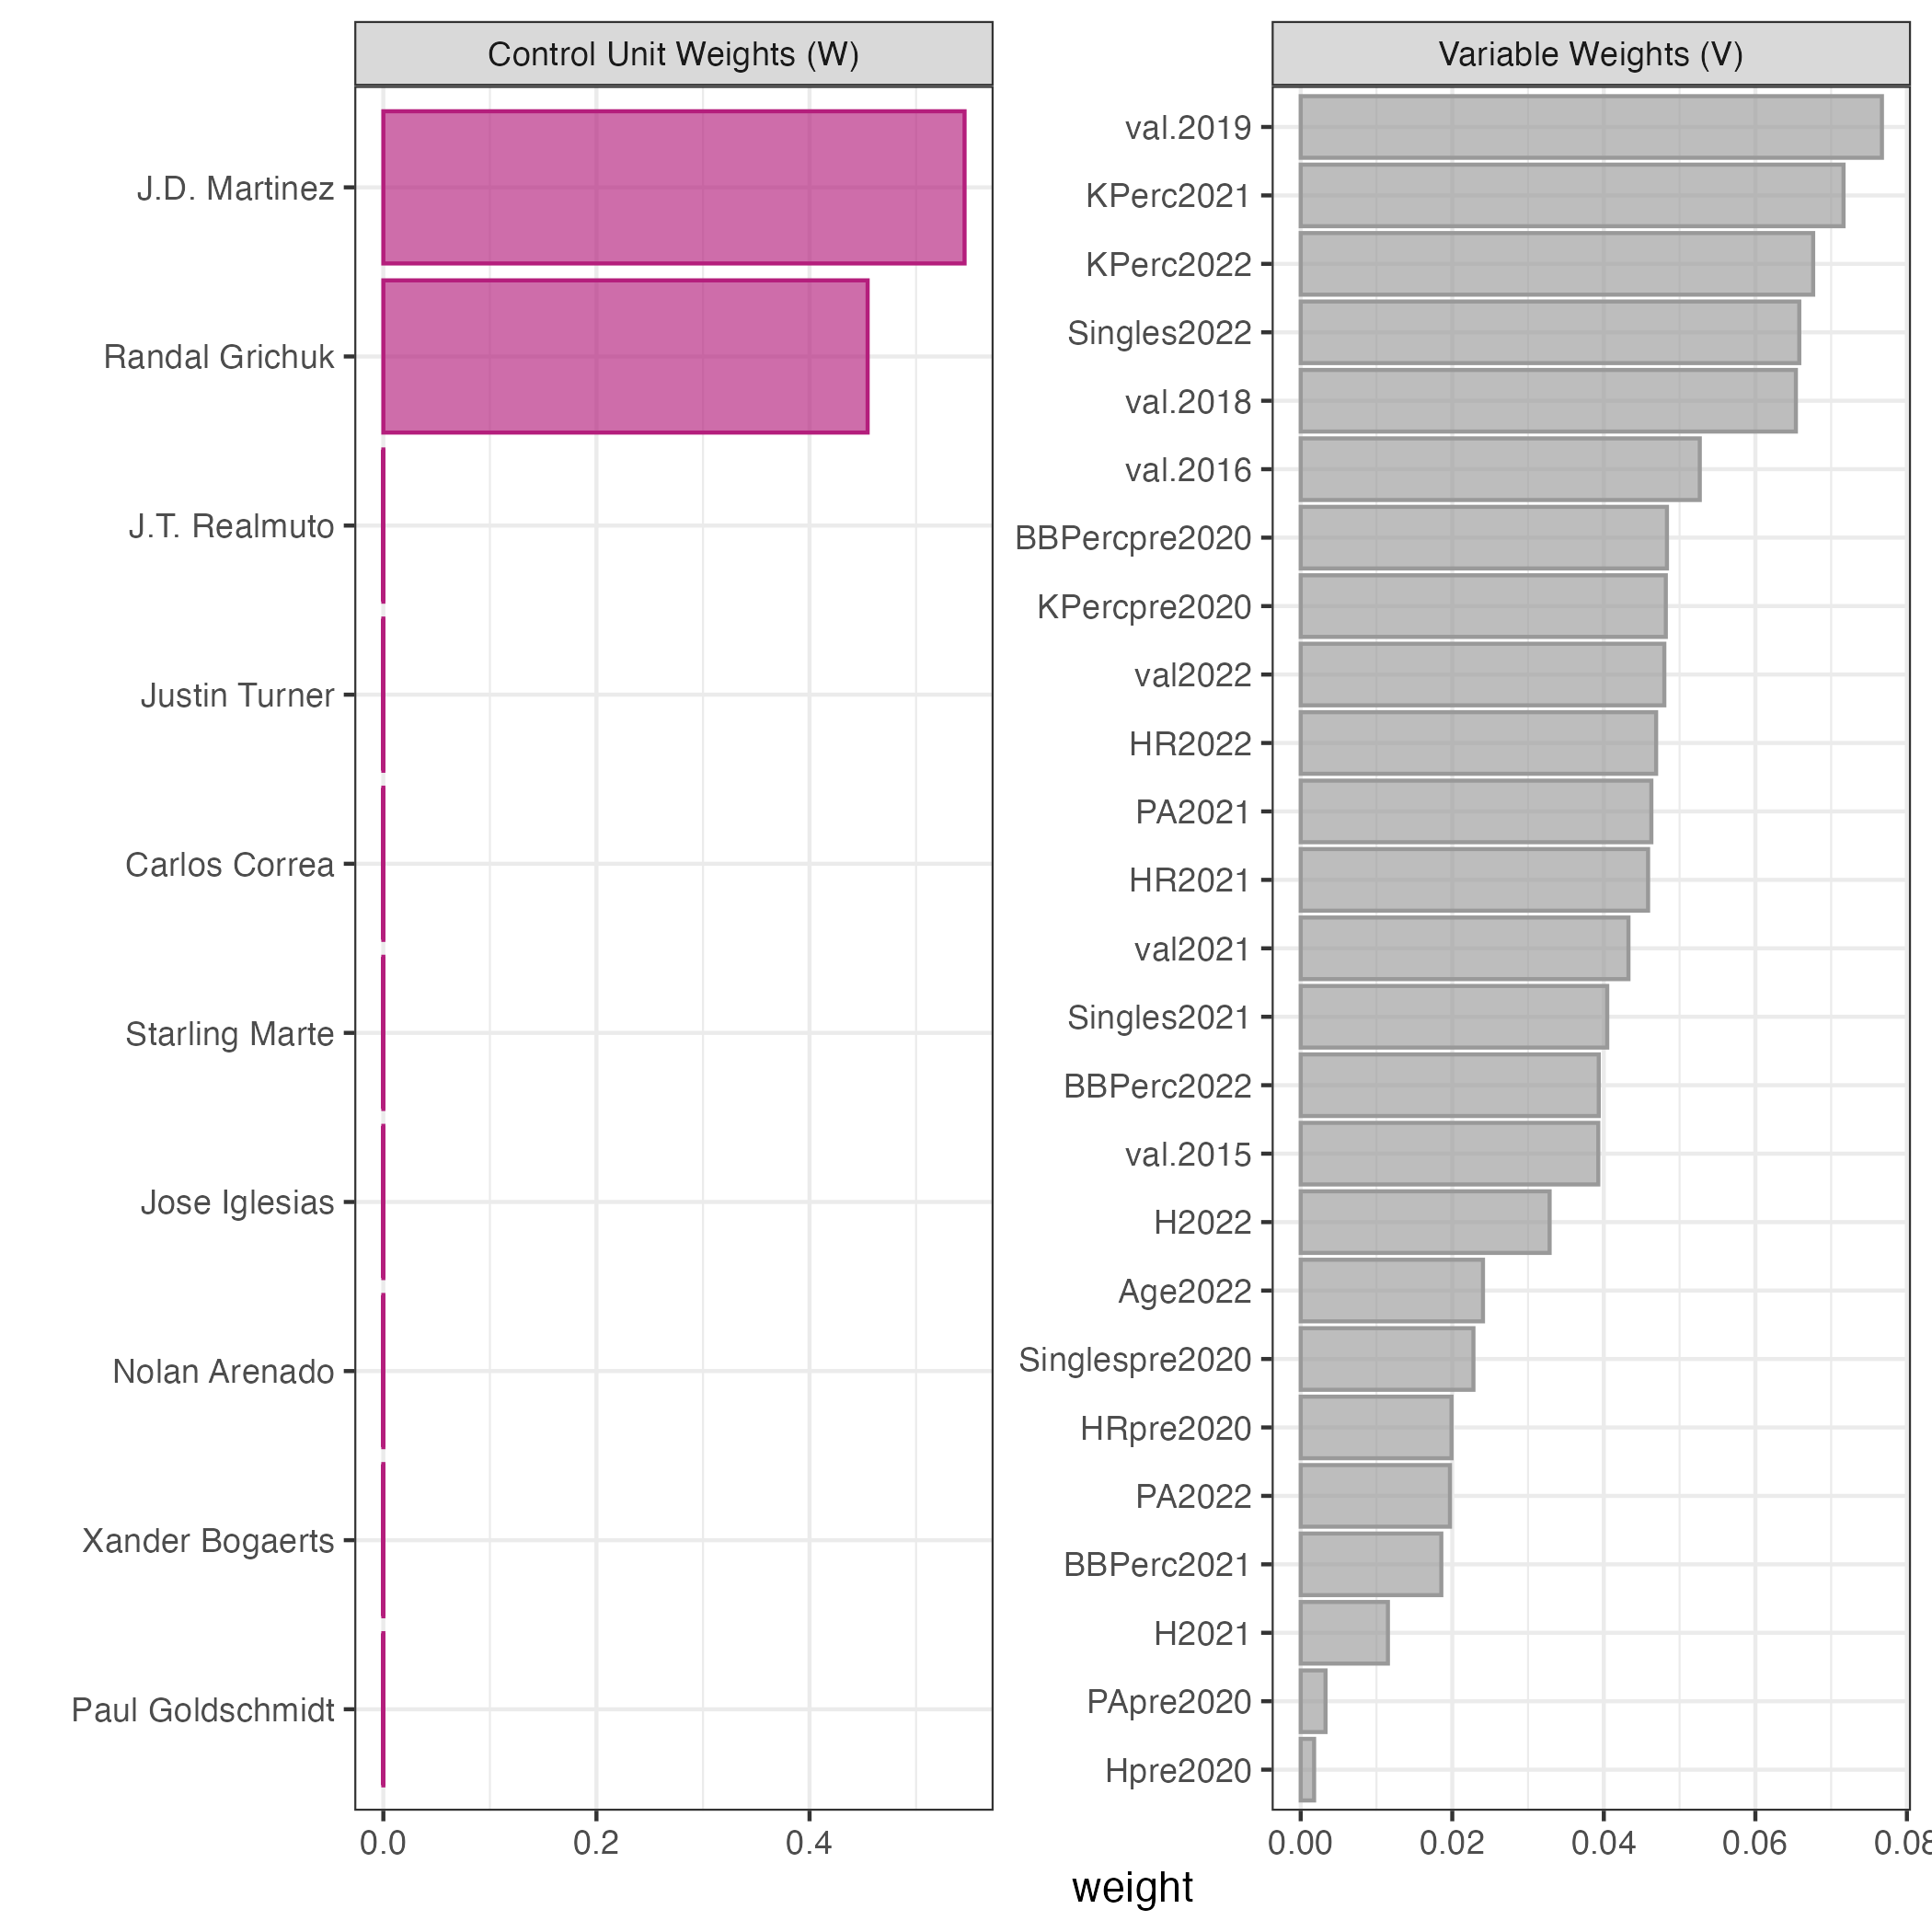 Control Unit Weights (W)
J.D. Martinez
Randal Grichuk
J.T. Realmuto
Justin Turner
Carlos Correa
Starling Marte
Jose Iglesias
Nolan Arenado
Xander Bogaerts
Paul Goldschmidt
0.0 0.2 0.4
Variable Weights (V)
val.2019
KPerc2021
KPerc2022
Singles2022
val.2018
val.2016
BBPercpre2020
KPercpre2020
val2022
HR2022
PA2021
HR2021
val2021
Singles2021
BBPerc2022
val.2015
H2022
Age2022
Singlespre2020
HRpre2020
PA2022
BBPerc2021
H2021
PApre2020
Hpre2020
0.00 0.02 0.04 0.06 0.08
weight